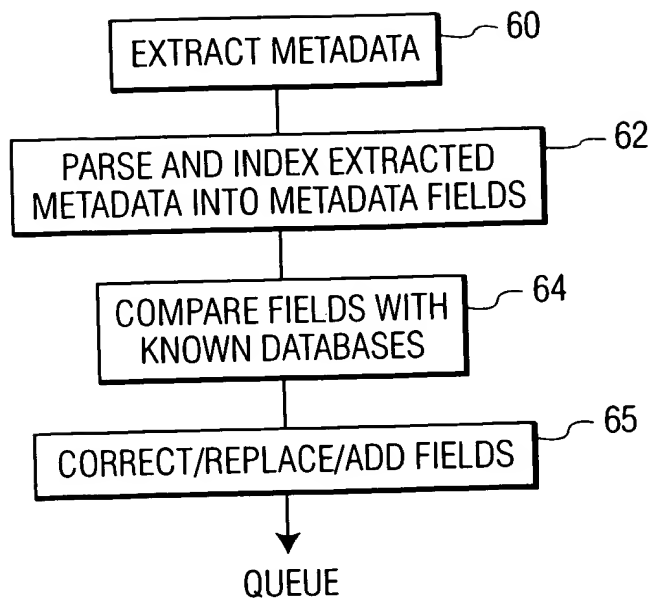 EXTRACT METADATA
60
PARSE AND INDEX EXTRACTED
METADATA INTO METADATA FIELDS
62
COMPARE FIELDS WITH
KNOWN DATABASES
64
CORRECT/REPLACE/ADD FIELDS
65
QUEUE